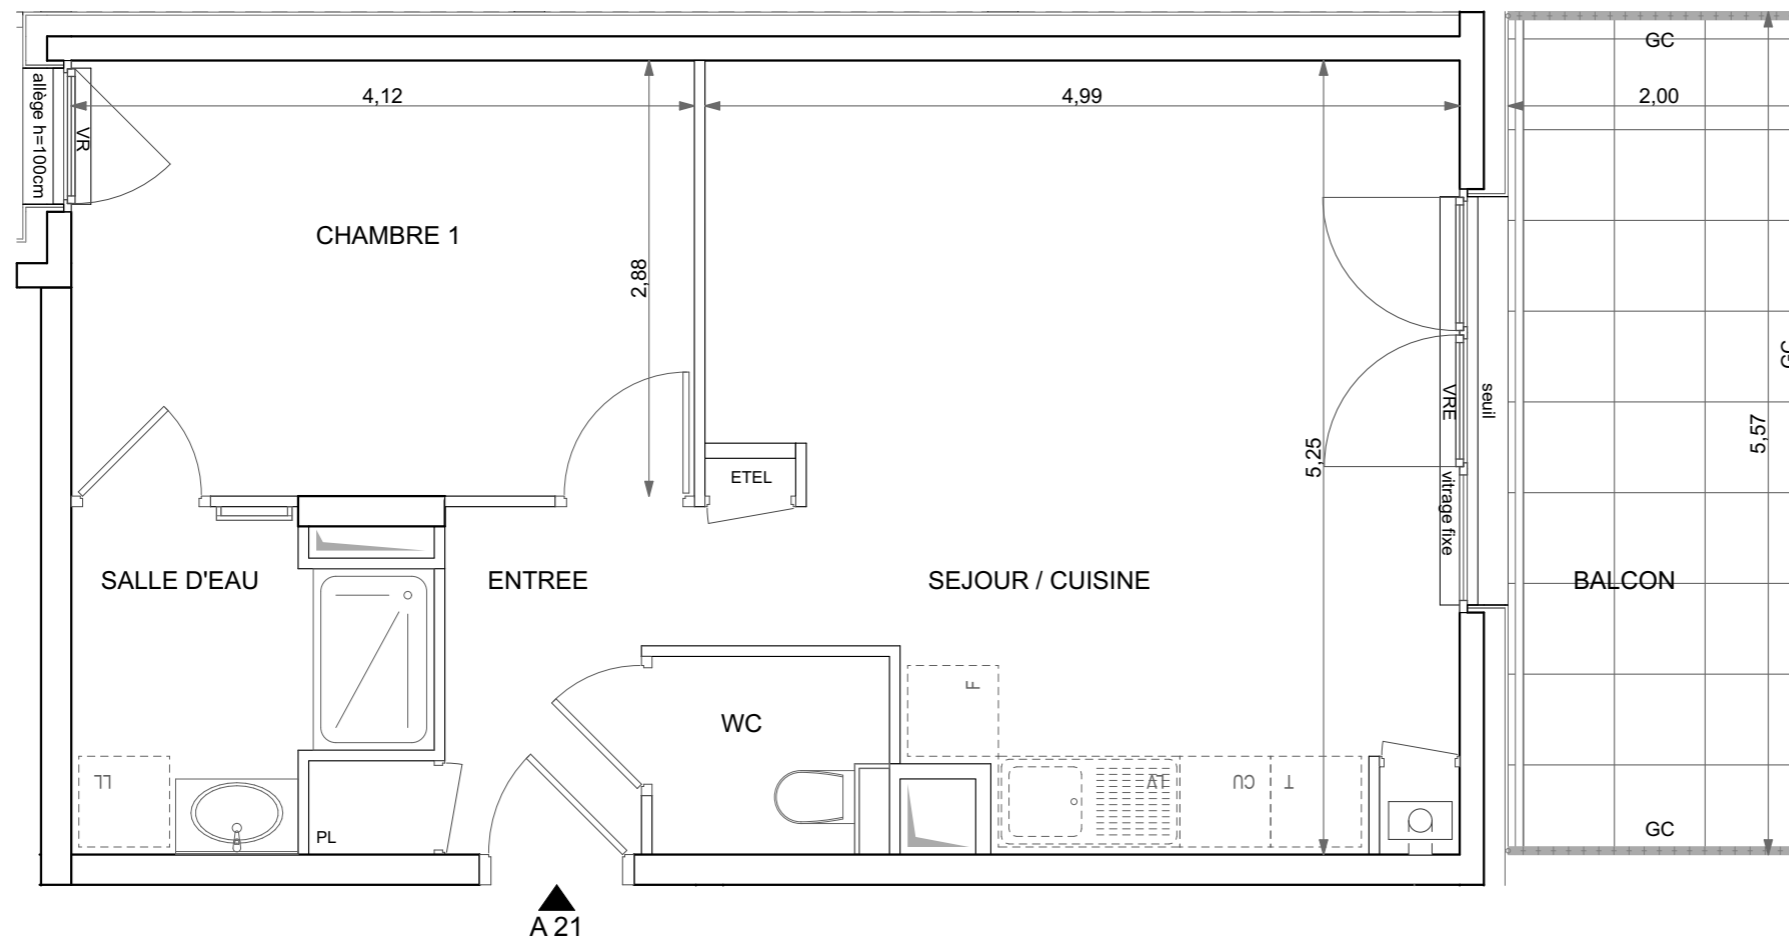 GC
4,12
4,99
2,00
allège h=100cm
VR
CHAMBRE 1
2,88
GC
VRE
seuil
5,57
5,25
ETEL
vitrage fixe
SALLE D'EAU
ENTREE
SEJOUR / CUISINE
BALCON
F
WC
LL
LV
CU
T
PL
GC
A 21